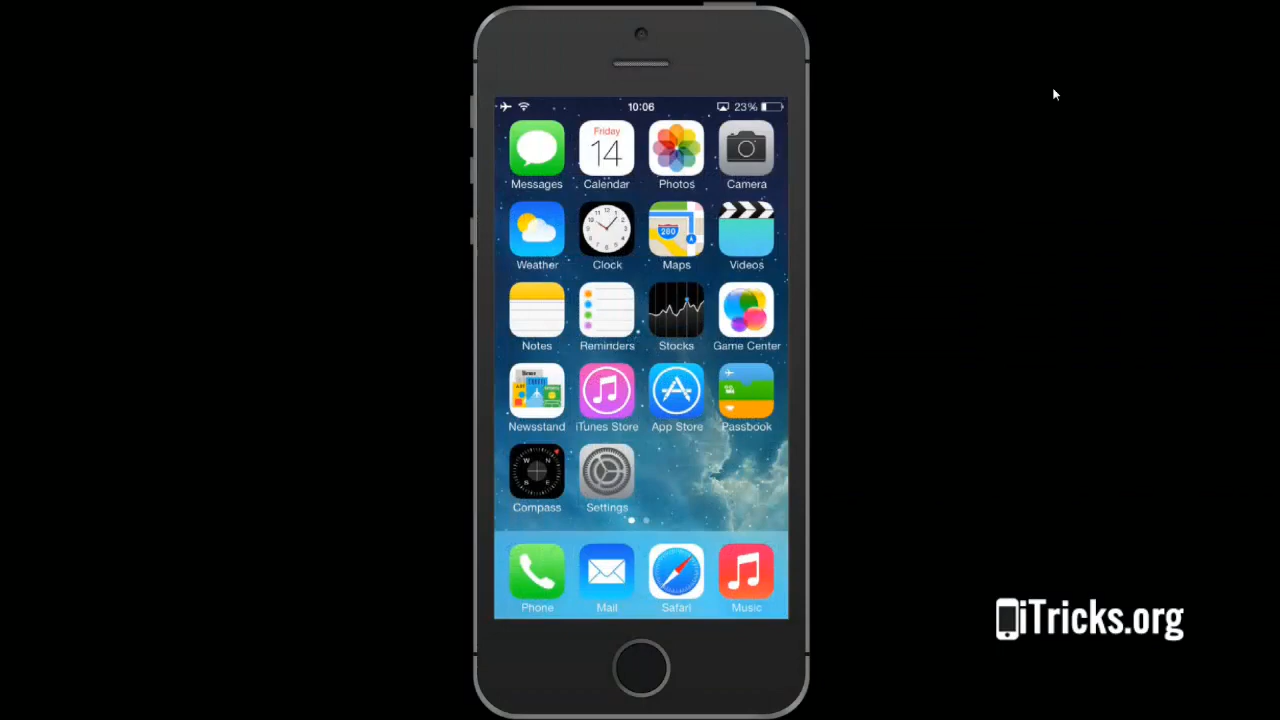 10:06
23%
Friday
14
Messages
Calendar
Photos
Camera
280
Weather
Clock
Maps
Videos
Notes
Reminders
Stocks
Game Center
Newsstand
iTunes Store
App Store
Passbook
W N
S E
Compass
Settings
Phone
Mail
Safari
Music
iTricks.org